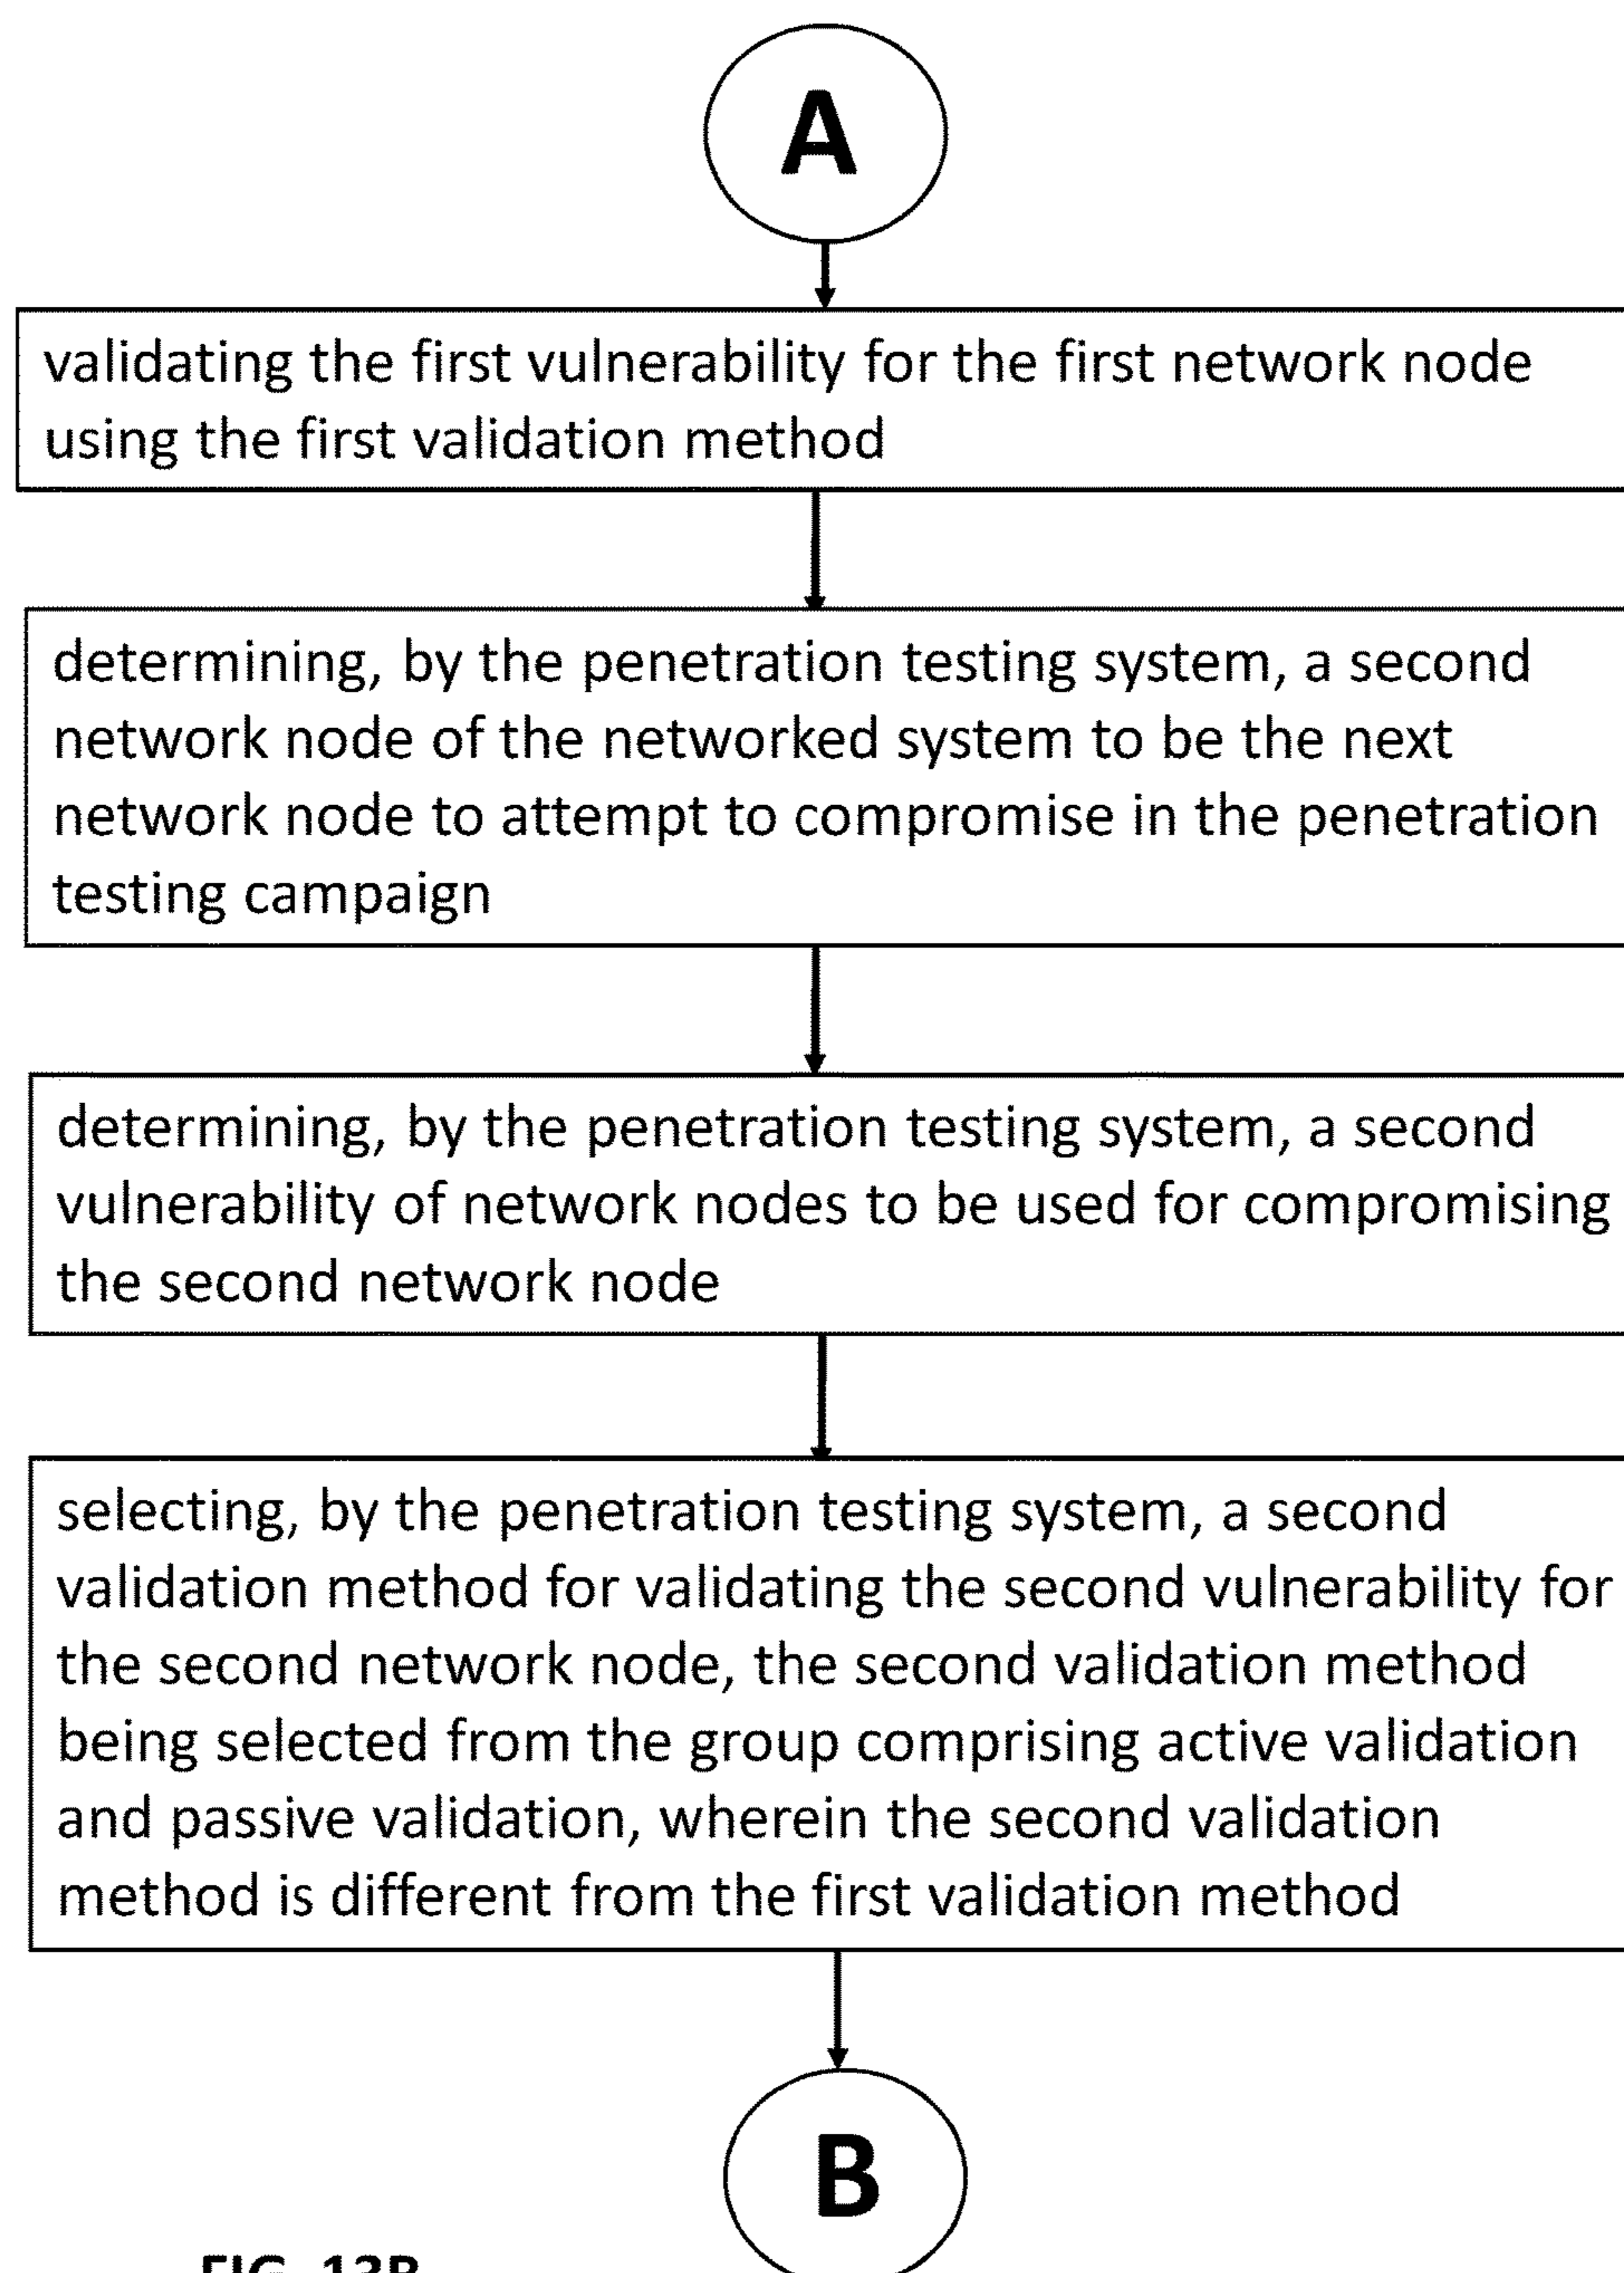 A
validating the first vulnerability for the first network node
using the first validation method
determining, by the penetration testing system, a second
network node of the networked system to be the next
network node to attempt to compromise in the penetration
testing campaign
determining, by the penetration testing system, a second
vulnerability of network nodes to be used for compromising
the second network node
selecting, by the penetration testing system, a second
validation method for validating the second vulnerability for
the second network node, the second validation method
being selected from the group comprising active validation
and passive validation, wherein the second validation
method is different from the first validation method
B
FIG. 13B